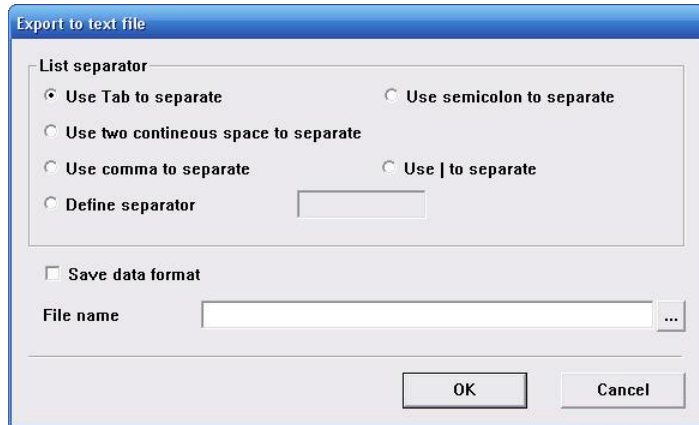 Export to text file
List separator
Use Tab to separate Use semicolon to separate
Use two contineous space to separate
Use comma to separate Use | to separate
Define separator
Save data format
File name ...
OK Cancel